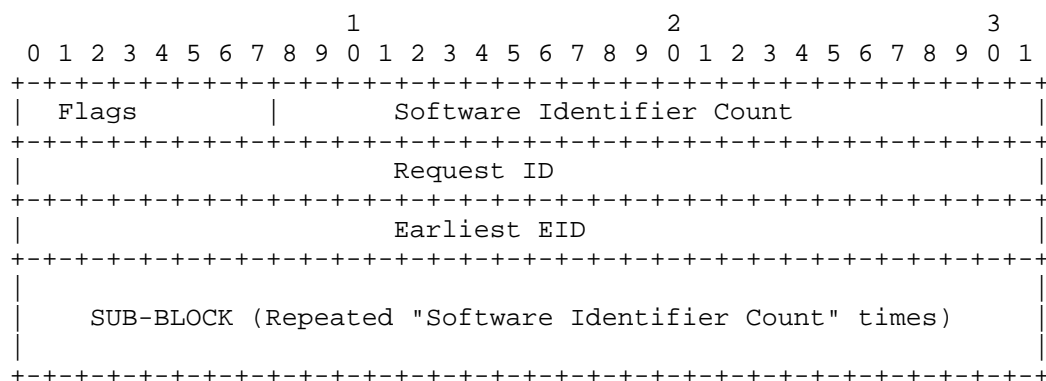 1                   2                   3
 0 1 2 3 4 5 6 7 8 9 0 1 2 3 4 5 6 7 8 9 0 1 2 3 4 5 6 7 8 9 0 1
+-+-+-+-+-+-+-+-+-+-+-+-+-+-+-+-+-+-+-+-+-+-+-+-+-+-+-+-+-+-+-+-+
|  Flags        |       Software Identifier Count               |
+-+-+-+-+-+-+-+-+-+-+-+-+-+-+-+-+-+-+-+-+-+-+-+-+-+-+-+-+-+-+-+-+
|                       Request ID                              |
+-+-+-+-+-+-+-+-+-+-+-+-+-+-+-+-+-+-+-+-+-+-+-+-+-+-+-+-+-+-+-+-+
|                       Earliest EID                            |
+-+-+-+-+-+-+-+-+-+-+-+-+-+-+-+-+-+-+-+-+-+-+-+-+-+-+-+-+-+-+-+-+
|                                                               |
|    SUB-BLOCK (Repeated "Software Identifier Count" times)     |
|                                                               |
+-+-+-+-+-+-+-+-+-+-+-+-+-+-+-+-+-+-+-+-+-+-+-+-+-+-+-+-+-+-+-+-+